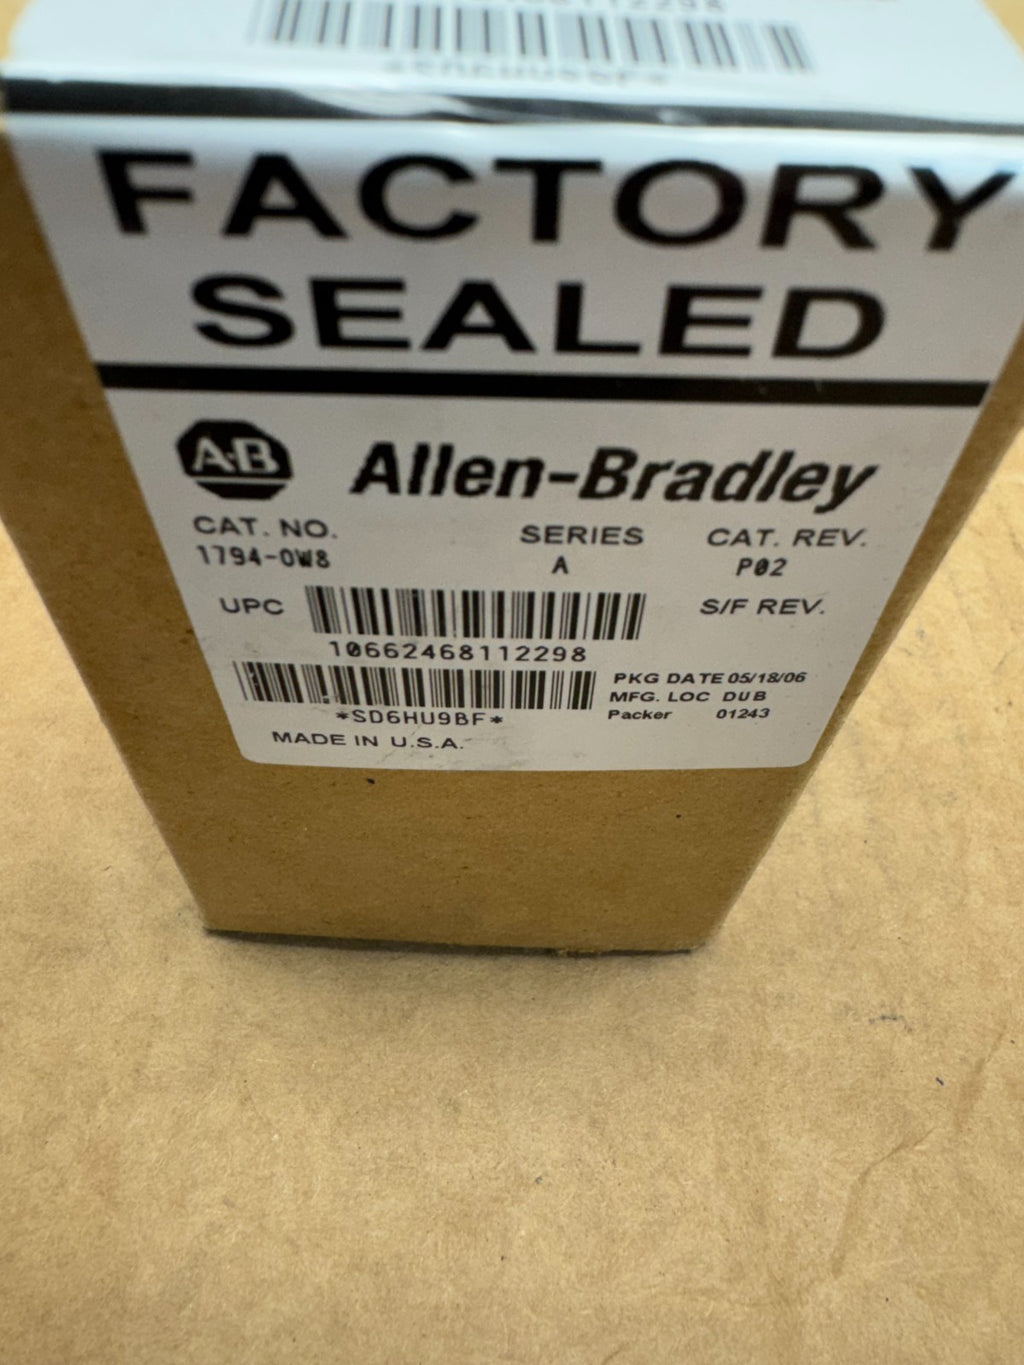 FACTORY
SEALED
A·B Allen-Bradley
CAT. NO. SERIES CAT. REV.
1794-OW8 A P02
UPC S/F REV.
10662468112298
PKG DATE 05/18/06
MFG. LOC DUB
*SD6HU9BF* Packer 01243
MADE IN U.S.A.